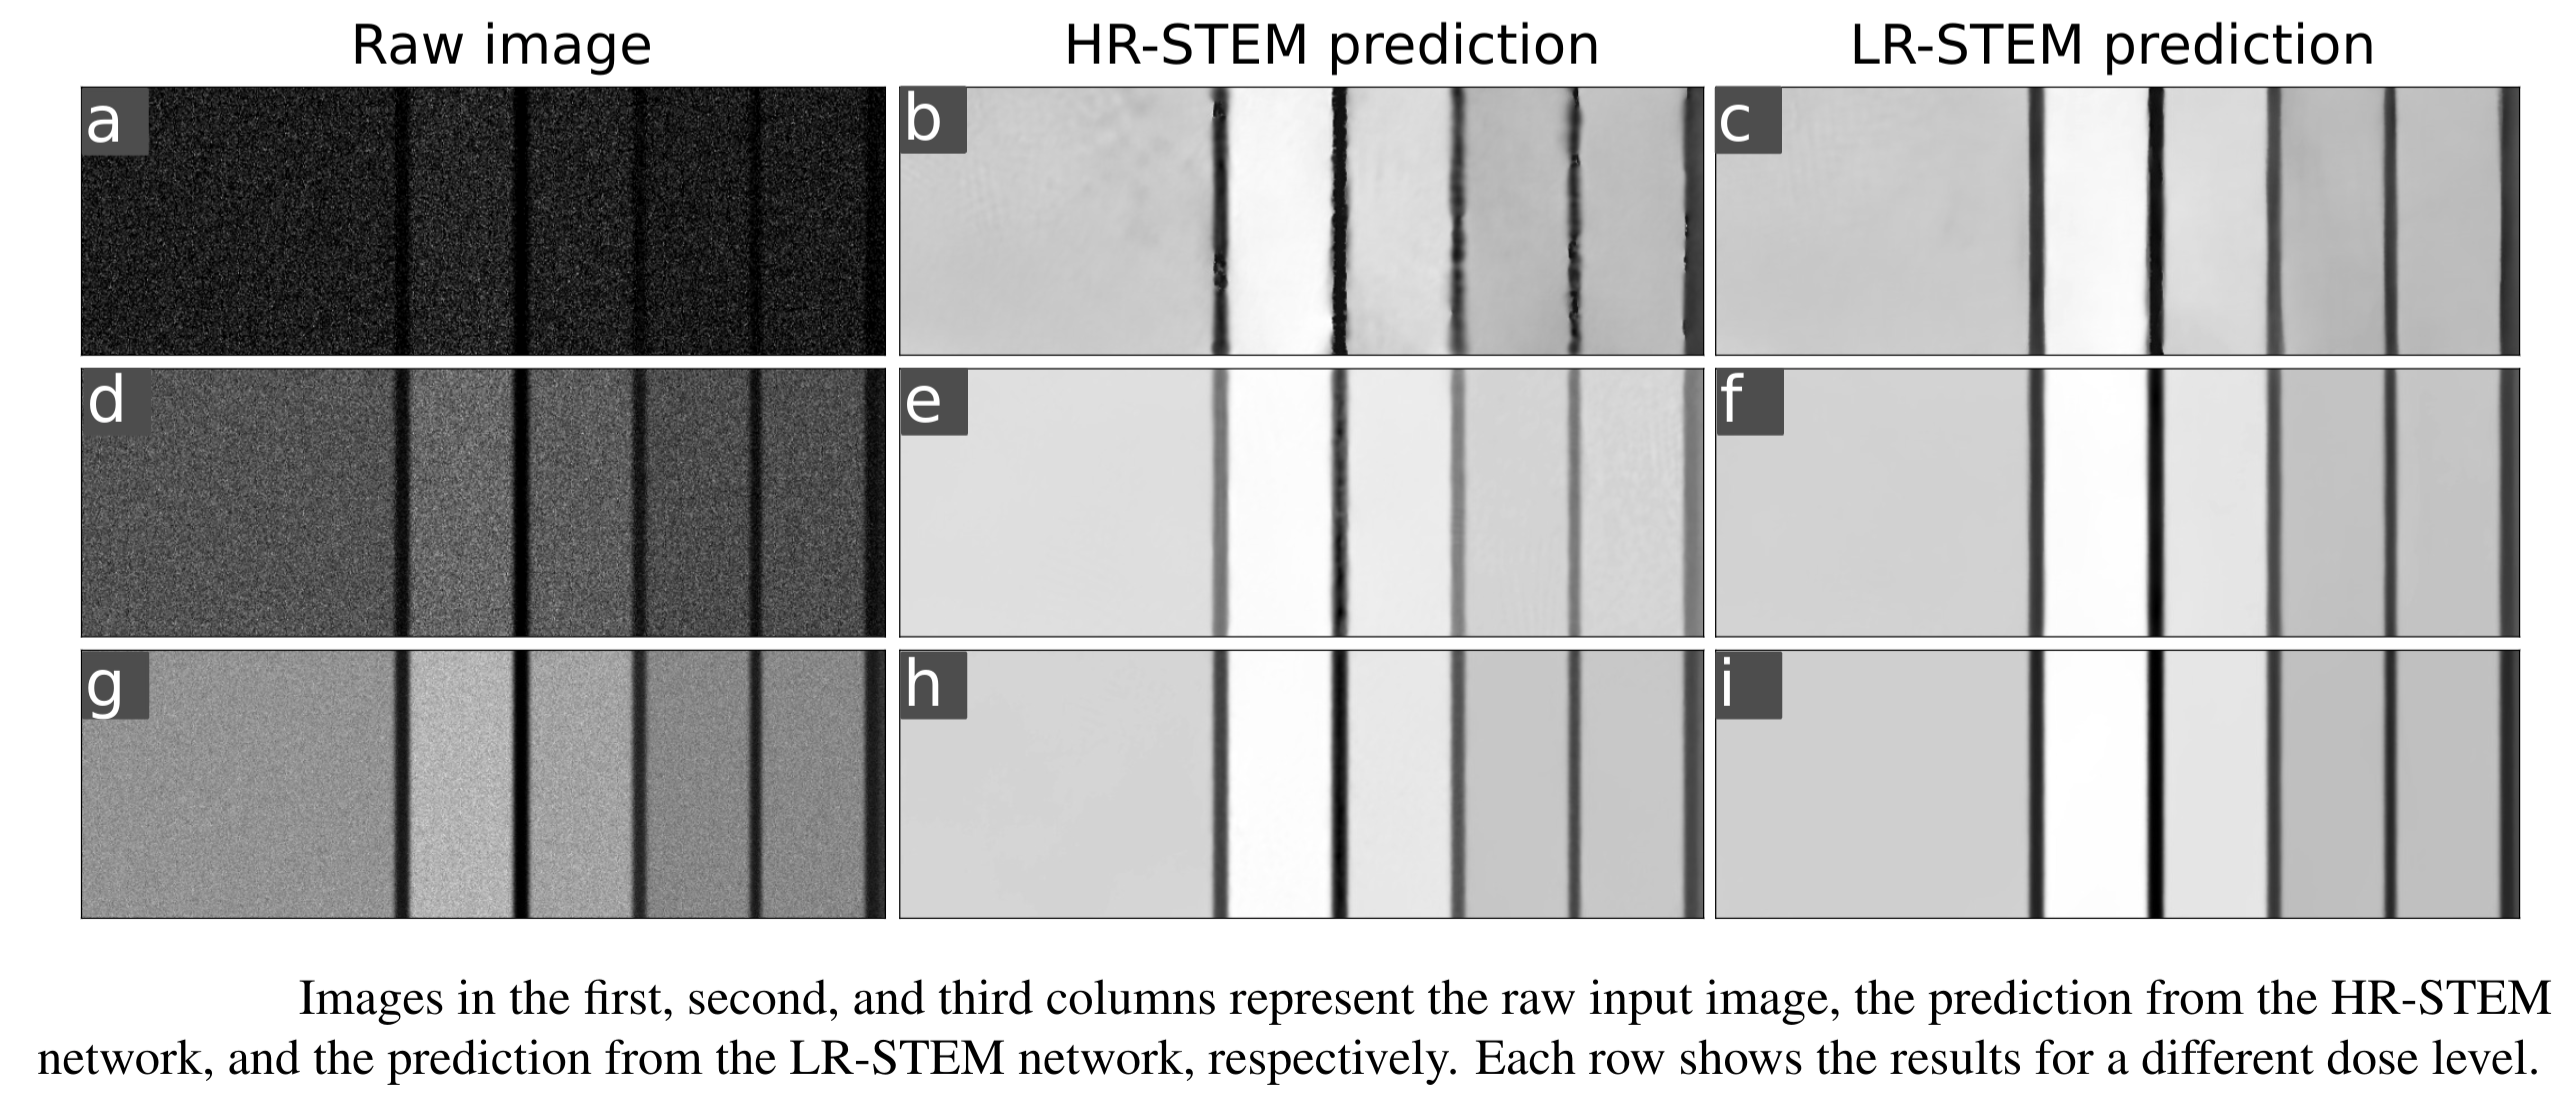 Raw image HR-STEM prediction LR-STEM prediction
a b c
d e f
g h i
Images in the first, second, and third columns represent the raw input image, the prediction from the HR-STEM
network, and the prediction from the LR-STEM network, respectively. Each row shows the results for a different dose level.